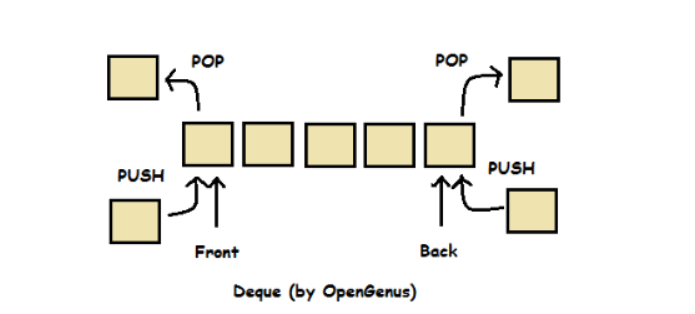 POP
POP
PUSH
PUSH
Front
Back
Deque (by OpenGenus)